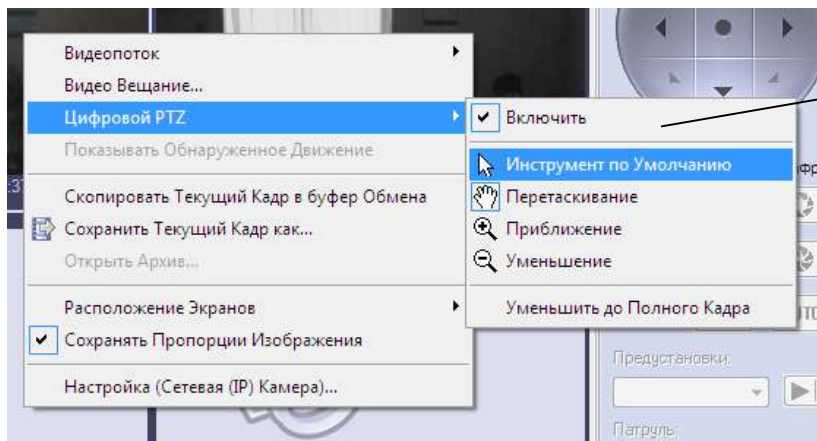 Видеопоток
Видео Вещание...
Цифровой PTZ
Показывать Обнаруженное Движение
Скопировать Текущий Кадр в буфер Обмена
Сохранить Текущий Кадр как...
Открыть Архив...
Расположение Экранов
Сохранять Пропорции Изображения
Настройка (Сетевая (IP) Камера)...
Включить
Инструмент по Умолчанию
Перетаскивание
Приближение
Уменьшение
Уменьшить до Полного Кадра
Предустановки:
Патруль: